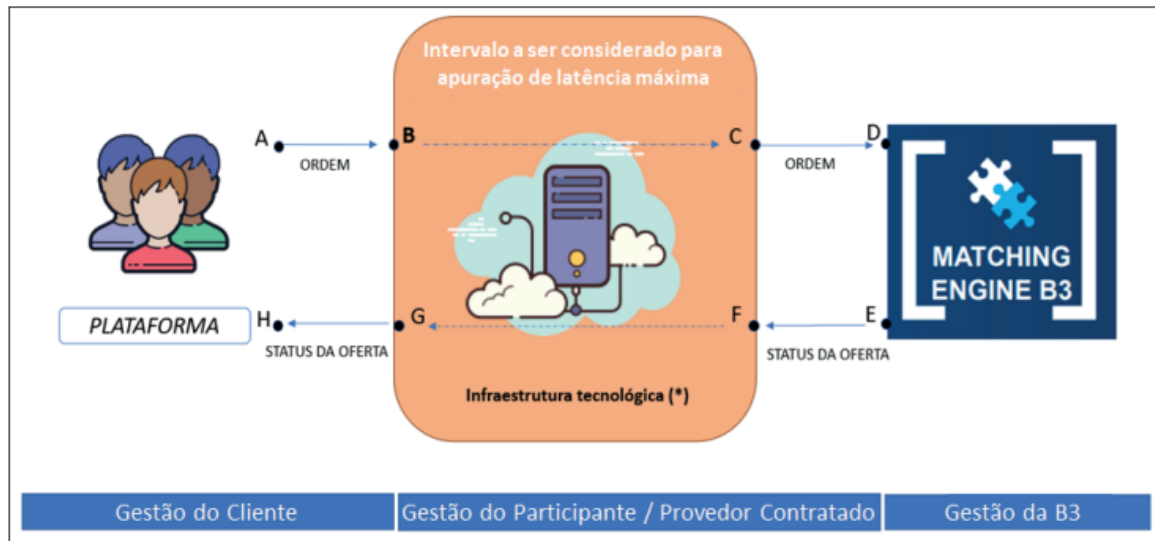 Intervalo a ser considerado para
apuração de latência máxima
A
B
C
D
ORDEM
ORDEM
MATCHING
ENGINE B3
PLATAFORMA
H
G
F
E
STATUS DA OFERTA
STATUS DA OFERTA
Infraestrutura tecnológica (*)
Gestão do Cliente
Gestão do Participante / Provedor Contratado
Gestão da B3